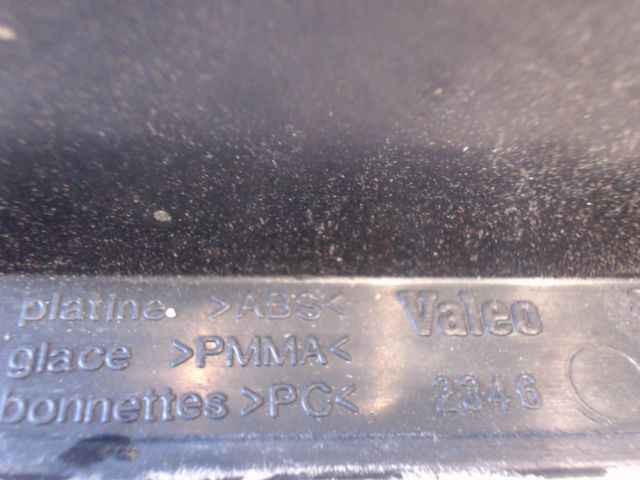 platine >ABS< Valeo
glace >PMMA<
bonnettes >PC< 2346